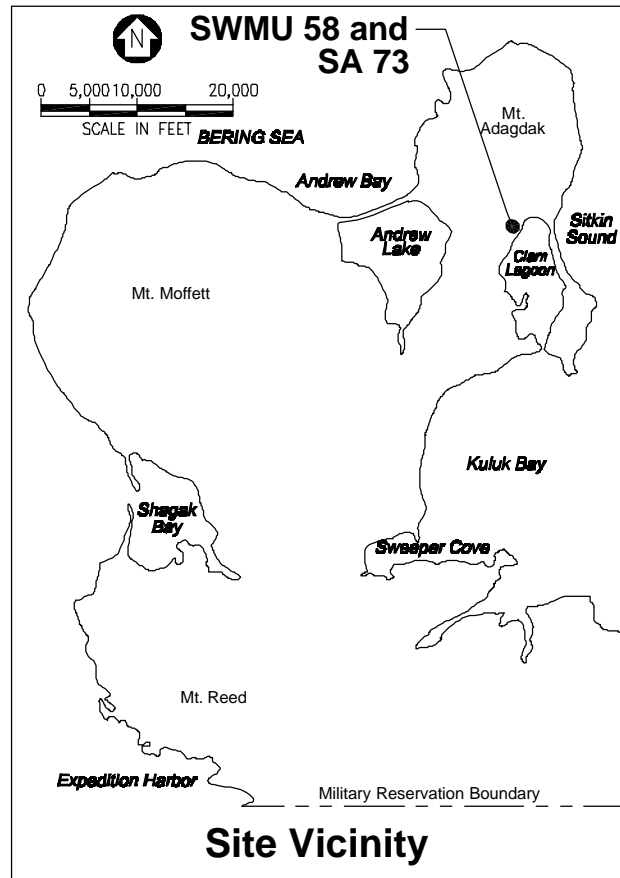 N
SWMU 58 and
SA 73
0 5,000 10,000 20,000
SCALE IN FEET
BERING SEA
Mt.
Adagdak
Andrew Bay
Andrew
Lake
Sitkin
Sound
Clam
Lagoon
Mt. Moffett
Kuluk Bay
Shagak
Bay
Sweeper Cove
Mt. Reed
Expedition Harbor
Military Reservation Boundary
Site Vicinity